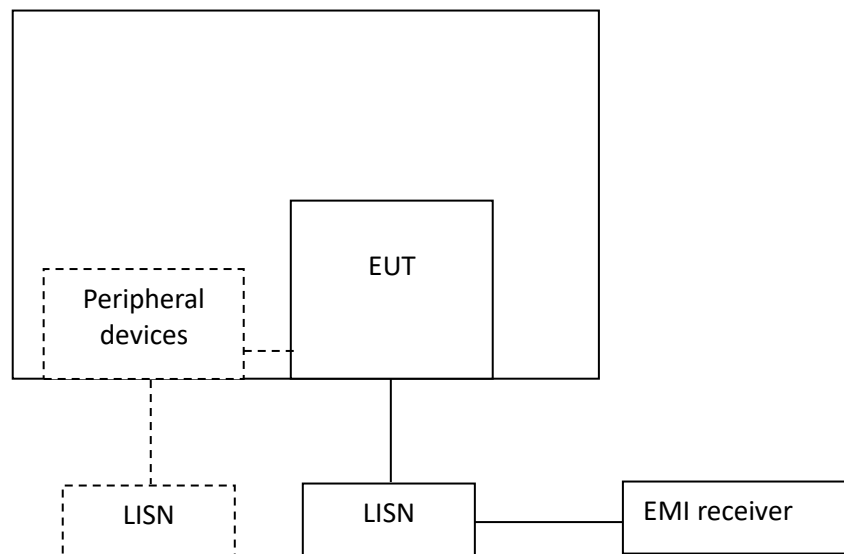 EUT
Peripheral
devices
LISN
LISN
EMI receiver